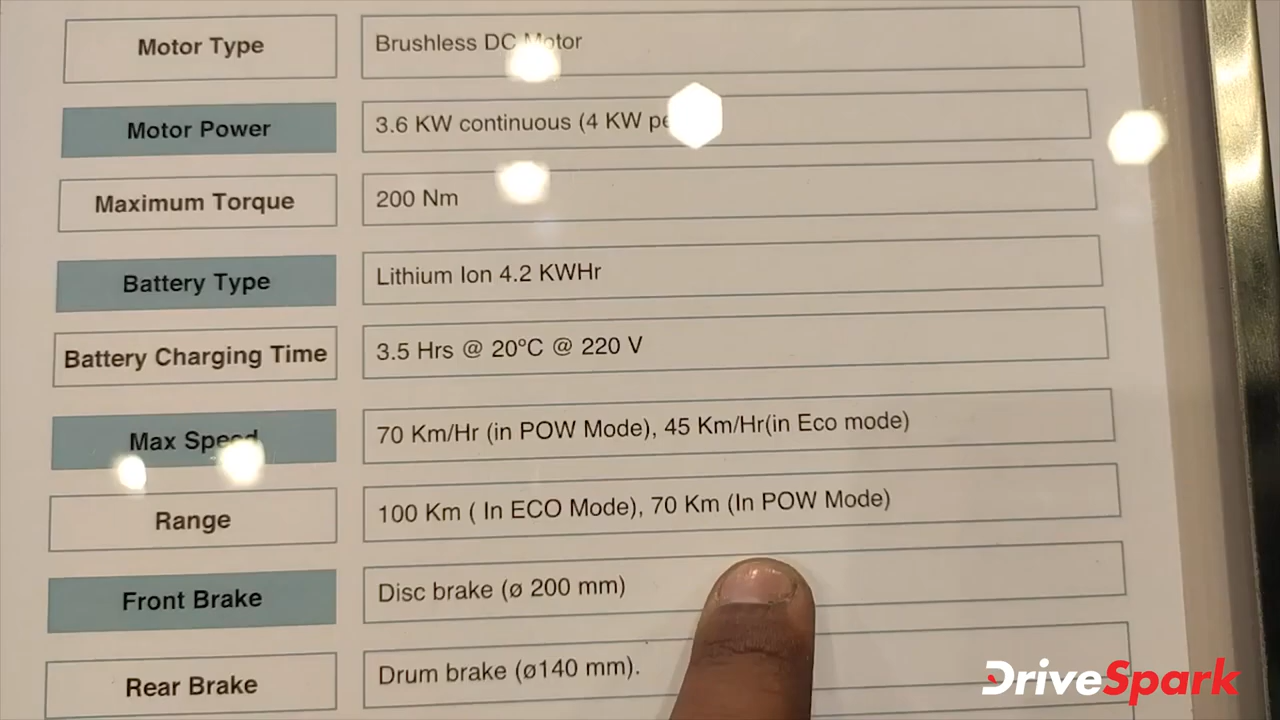 Motor Type
Brushless DC Motor
Motor Power
3.6 KW continuous (4 KW
Maximum Torque
200 Nm
Battery Type
Lithium Ion 4.2 KWHr
Battery Charging Time
3.5 Hrs @ 20°C @ 220 V
Max Speed
70 Km/Hr (in POW Mode), 45 Km/Hr(in Eco mode)
Range
100 Km ( In ECO Mode), 70 Km (In POW Mode)
Front Brake
Disc brake (ø 200 mm)
Rear Brake
Drum brake (ø140 mm).
DriveSpark